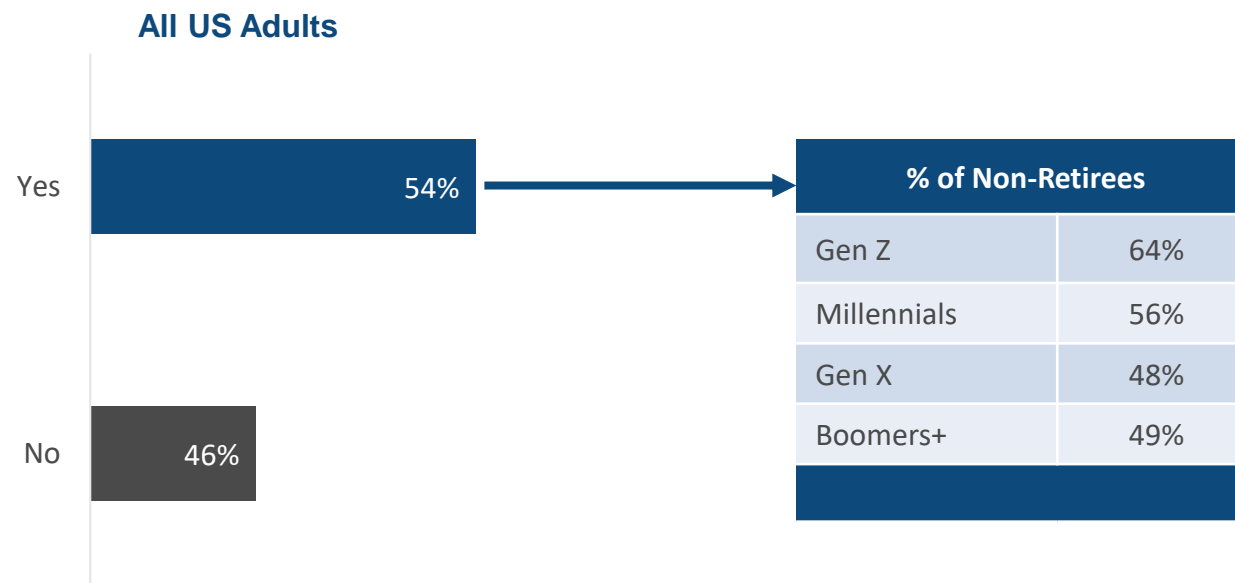 All US Adults
Yes
54%
No
46%
% of Non-Retirees
Gen Z 64%
Millennials 56%
Gen X 48%
Boomers+ 49%